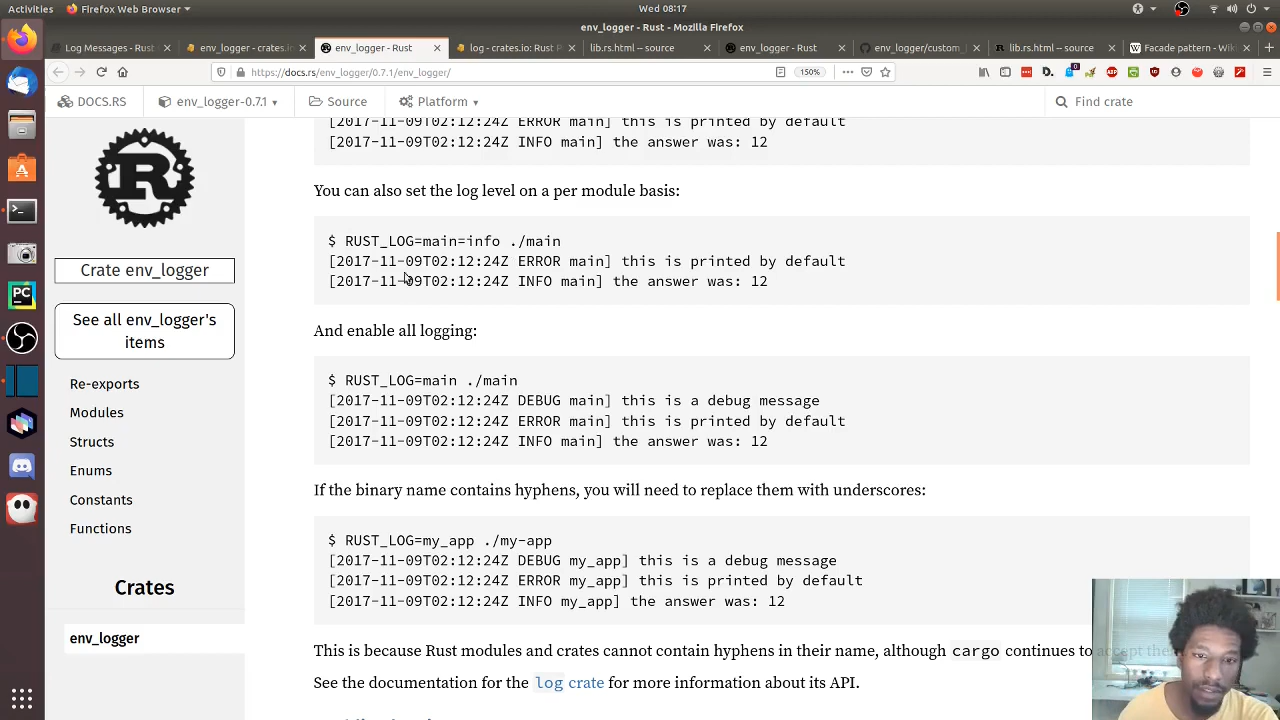 Activities
Firefox Web Browser
Wed 08:17
env_logger - Rust - Mozilla Firefox
Log Messages - Rust
env_logger - crates.in
env_logger - Rust
log - crates.io: Rust P
lib.rs.html -- source
env_logger - Rust
env_logger/custom_
lib.rs.html -- source
Facade pattern - Wiki
https://docs.rs/env_logger/0.7.1/env_logger/
150%
DOCS.RS
env_logger-0.7.1
Source
Platform
Find crate
[2017-11-09T02:12:24Z ERROR main] this is printed by default
[2017-11-09T02:12:24Z INFO main] the answer was: 12
You can also set the log level on a per module basis:
$ RUST_LOG=main=info ./main
[2017-11-09T02:12:24Z ERROR main] this is printed by default
[2017-11-09T02:12:24Z INFO main] the answer was: 12
And enable all logging:
$ RUST_LOG=main ./main
[2017-11-09T02:12:24Z DEBUG main] this is a debug message
[2017-11-09T02:12:24Z ERROR main] this is printed by default
[2017-11-09T02:12:24Z INFO main] the answer was: 12
If the binary name contains hyphens, you will need to replace them with underscores:
$ RUST_LOG=my_app ./my-app
[2017-11-09T02:12:24Z DEBUG my_app] this is a debug message
[2017-11-09T02:12:24Z ERROR my_app] this is printed by default
[2017-11-09T02:12:24Z INFO my_app] the answer was: 12
This is because Rust modules and crates cannot contain hyphens in their name, although cargo continues to accept
See the documentation for the log crate for more information about its API.
Crate env_logger
See all env_logger's
items
Re-exports
Modules
Structs
Enums
Constants
Functions
Crates
env_logger